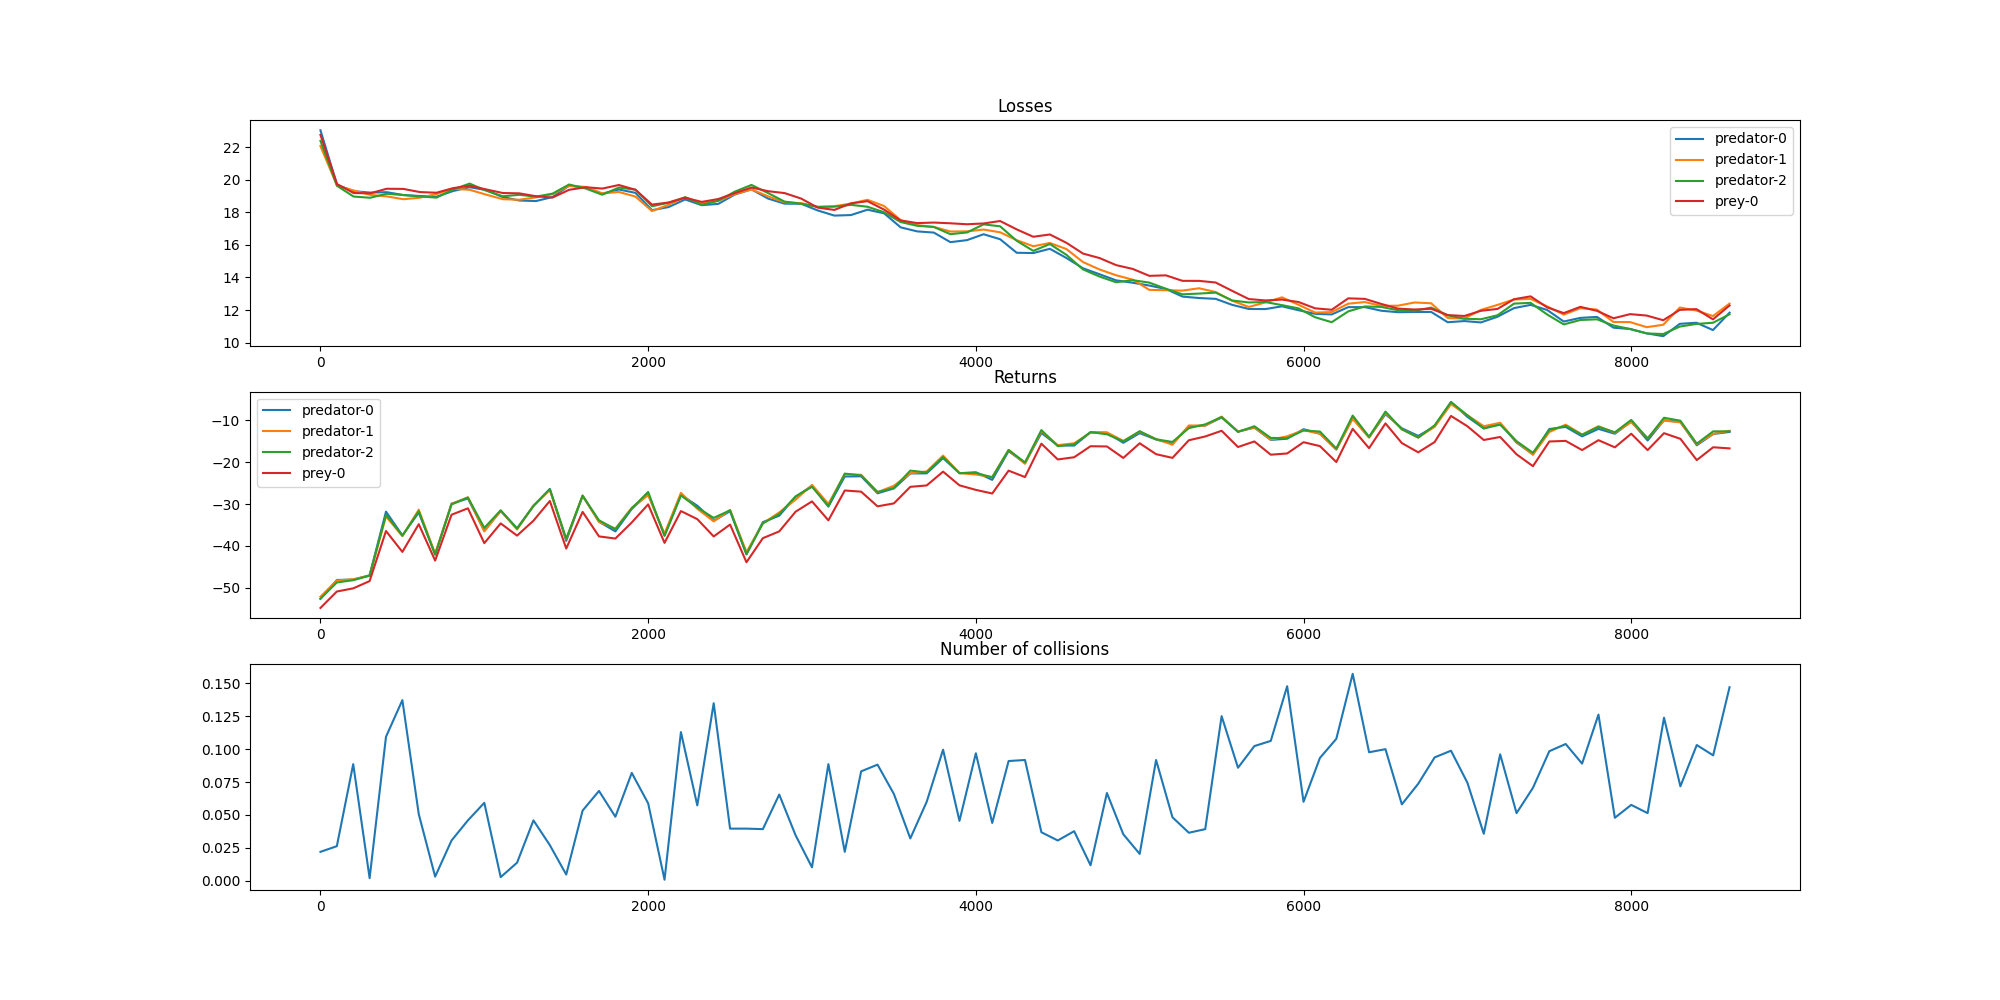 Losses
22
20
18
16
14
12
10
predator-0
predator-1
predator-2
prey-0
0 2000 4000 6000 8000
Returns
−10
−20
−30
−40
−50
predator-0
predator-1
predator-2
prey-0
0 2000 4000 6000 8000
Number of collisions
0.150
0.125
0.100
0.075
0.050
0.025
0.000
0 2000 4000 6000 8000